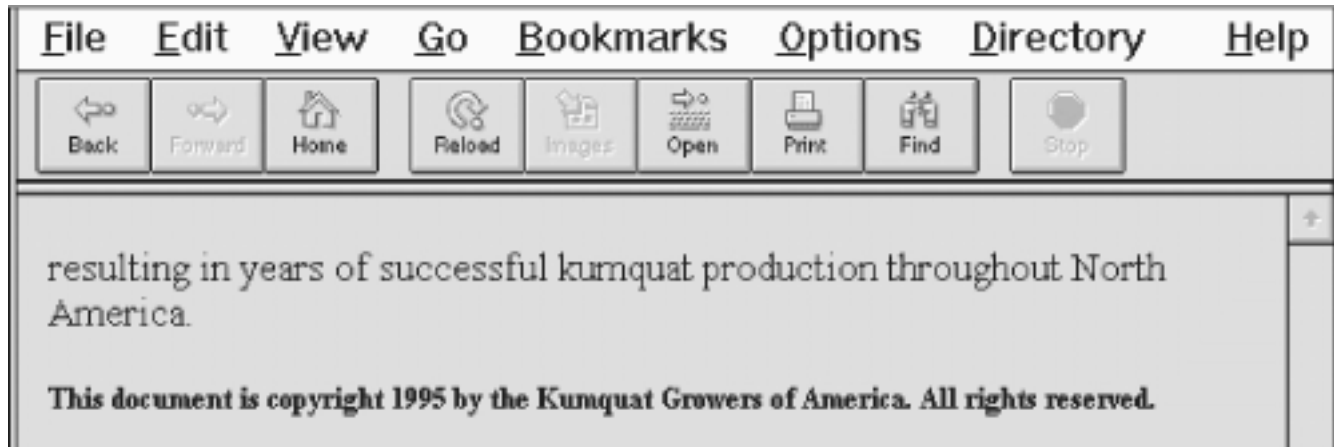 File Edit View Go Bookmarks Options Directory Help
Back Forward Home Reload Images Open Print Find Stop
resulting in years of successful kumquat production throughout North
America.
This document is copyright 1995 by the Kumquat Growers of America. All rights reserved.